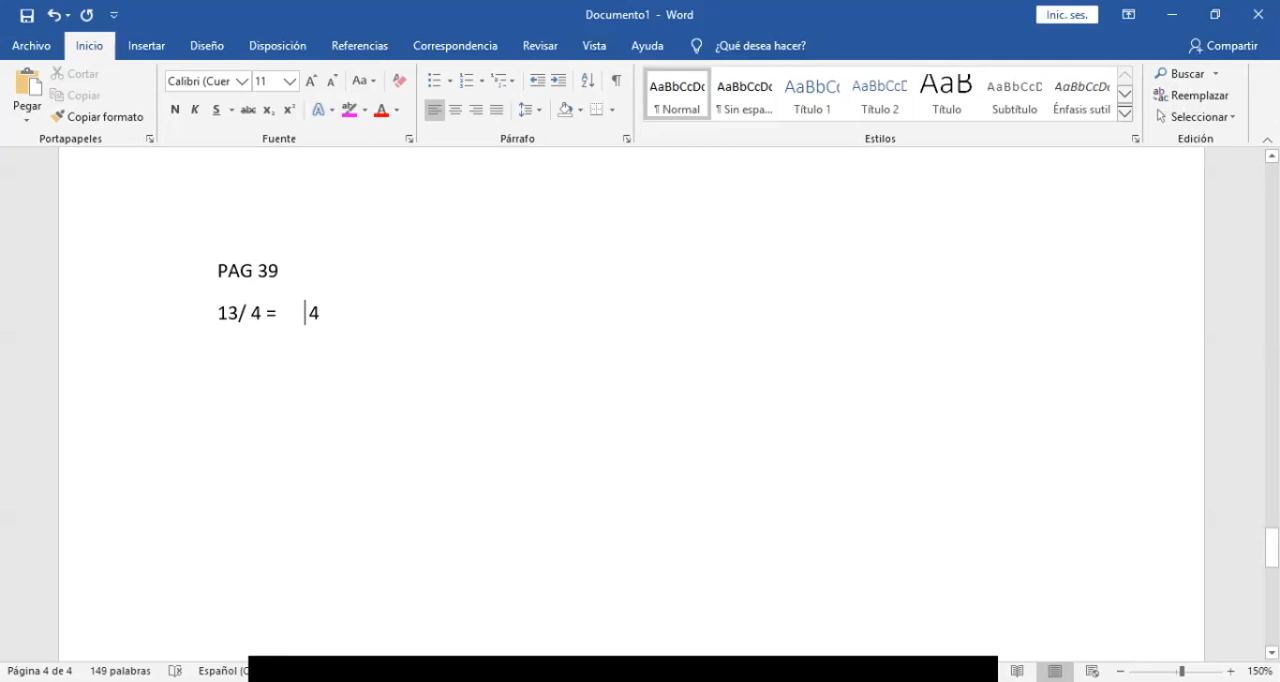 Documento1 - Word
Inic. ses.
Archivo Inicio Insertar Diseño Disposición Referencias Correspondencia Revisar Vista Ayuda ¿Qué desea hacer? Compartir
Pegar
Cortar
Copiar
Copiar formato
Portapapeles
Calibri (Cuer 11 Aa
N K S abc x₂ x² A ab A
Fuente
Párrafo
AaBbCcDc AaBbCcDc AaBbC AaBbCcD AaB AaBbCcD AaBbCcDc
¶ Normal ¶ Sin espa... Título 1 Título 2 Título Subtítulo Énfasis sutil
Estilos
Buscar
Reemplazar
Seleccionar
Edición
PAG 39
13/ 4 = 4
Página 4 de 4 149 palabras Español (C 150%